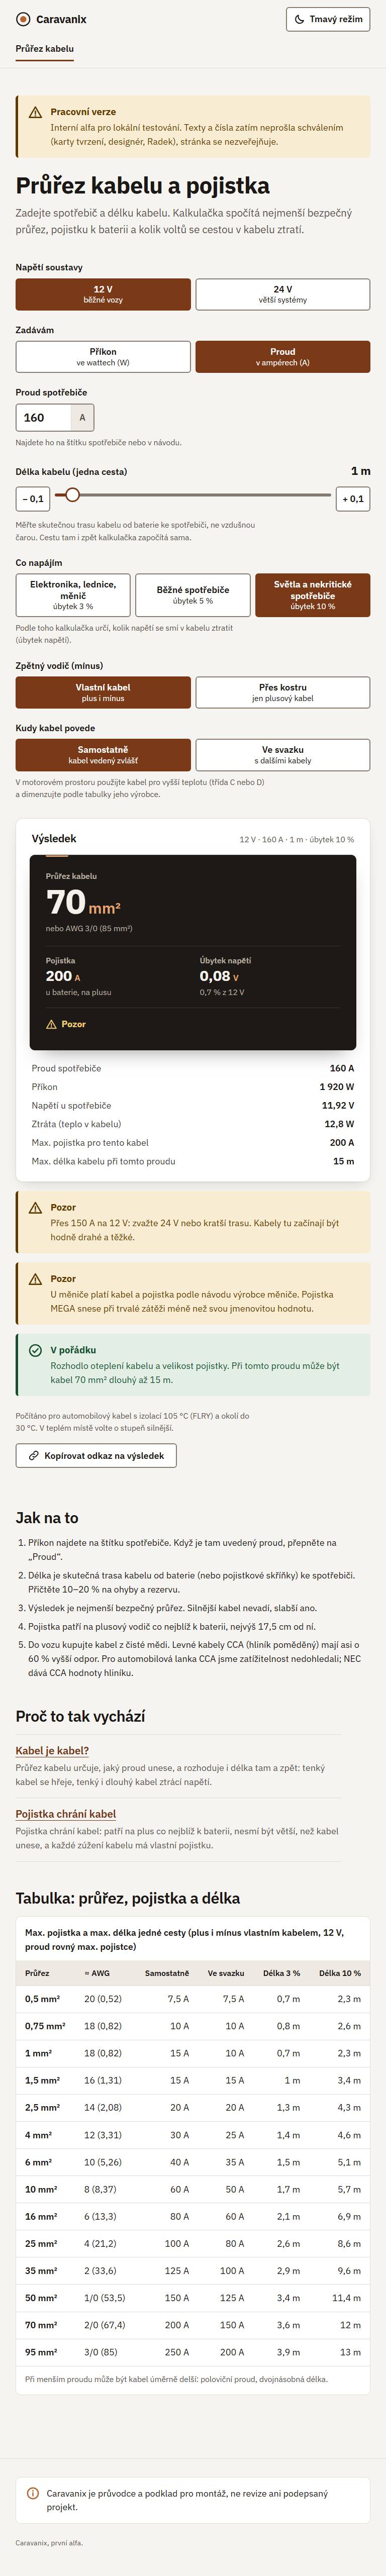 Caravanix
Tmavý režim
Průřez kabelu
Pracovní verze
Interní alfa pro lokální testování. Texty a čísla zatím neprošla schválením
(karty tvrzení, designér, Radek), stránka se nezveřejňuje.
Průřez kabelu a pojistka
Zadejte spotřebič a délku kabelu. Kalkulačka spočítá nejmenší bezpečný
průřez, pojistku k baterii a kolik voltů se cestou v kabelu ztratí.
Napětí soustavy
12 V
běžné vozy
24 V
větší systémy
Zadávám
Příkon
ve wattech (W)
Proud
v ampérech (A)
Proud spotřebiče
160 A
Najdete ho na štítku spotřebiče nebo v návodu.
Délka kabelu (jedna cesta) 1 m
− 0,1
+ 0,1
Měřte skutečnou trasu kabelu od baterie ke spotřebiči, ne vzdušnou
čarou. Cestu tam i zpět kalkulačka započítá sama.
Co napájím
Elektronika, lednice,
měnič
úbytek 3 %
Běžné spotřebiče
úbytek 5 %
Světla a nekritické
spotřebiče
úbytek 10 %
Podle toho kalkulačka určí, kolik napětí se smí v kabelu ztratit
(úbytek napětí).
Zpětný vodič (mínus)
Vlastní kabel
plus i mínus
Přes kostru
jen plusový kabel
Kudy kabel povede
Samostatně
kabel vedený zvlášť
Ve svazku
s dalšími kabely
V motorovém prostoru použijte kabel pro vyšší teplotu (třída C nebo D)
a dimenzujte podle tabulky jeho výrobce.
Výsledek 12 V · 160 A · 1 m · úbytek 10 %
Průřez kabelu
70 mm²
nebo AWG 3/0 (85 mm²)
Pojistka
200 A
u baterie, na plusu
Úbytek napětí
0,08 V
0,7 % z 12 V
Pozor
Proud spotřebiče 160 A
Příkon 1 920 W
Napětí u spotřebiče 11,92 V
Ztráta (teplo v kabelu) 12,8 W
Max. pojistka pro tento kabel 200 A
Max. délka kabelu při tomto proudu 15 m
Pozor
Přes 150 A na 12 V: zvažte 24 V nebo kratší trasu. Kabely tu začínají být
hodně drahé a těžké.
Pozor
U měniče platí kabel a pojistka podle návodu výrobce měniče. Pojistka
MEGA snese při trvalé zátěži méně než svou jmenovitou hodnotu.
V pořádku
Rozhodlo oteplení kabelu a velikost pojistky. Při tomto proudu může být
kabel 70 mm² dlouhý až 15 m.
Počítáno pro automobilový kabel s izolací 105 °C (FLRY) a okolí do
30 °C. V teplém místě volte o stupeň silnější.
Kopírovat odkaz na výsledek
Jak na to
1. Příkon najdete na štítku spotřebiče. Když je tam uvedený proud, přepněte na
„Proud“.
2. Délka je skutečná trasa kabelu od baterie (nebo pojistkové skříňky) ke spotřebiči.
Přičtěte 10–20 % na ohyby a rezervu.
3. Výsledek je nejmenší bezpečný průřez. Silnější kabel nevadí, slabší ano.
4. Pojistka patří na plusový vodič co nejblíž k baterii, nejvýš 17,5 cm od ní.
5. Do vozu kupujte kabel z čisté mědi. Levné kabely CCA (hliník poměděný) mají asi o
60 % vyšší odpor. Pro automobilová lanka CCA jsme zatížitelnost nedohledali; NEC
dává CCA hodnoty hliníku.
Proč to tak vychází
Kabel je kabel?
Průřez kabelu určuje, jaký proud unese, a rozhoduje i délka tam a zpět: tenký
kabel se hřeje, tenký i dlouhý kabel ztrácí napětí.
Pojistka chrání kabel
Pojistka chrání kabel: patří na plus co nejblíž k baterii, nesmí být větší, než kabel
unese, a každé zúžení kabelu má vlastní pojistku.
Tabulka: průřez, pojistka a délka
Max. pojistka a max. délka jedné cesty (plus i mínus vlastním kabelem, 12 V,
proud rovný max. pojistce)
Průřez ≈ AWG Samostatně Ve svazku Délka 3 % Délka 10 %
0,5 mm² 20 (0,52) 7,5 A 7,5 A 0,7 m 2,3 m
0,75 mm² 18 (0,82) 10 A 10 A 0,8 m 2,6 m
1 mm² 18 (0,82) 15 A 10 A 0,7 m 2,3 m
1,5 mm² 16 (1,31) 15 A 15 A 1 m 3,4 m
2,5 mm² 14 (2,08) 20 A 20 A 1,3 m 4,3 m
4 mm² 12 (3,31) 30 A 25 A 1,4 m 4,6 m
6 mm² 10 (5,26) 40 A 35 A 1,5 m 5,1 m
10 mm² 8 (8,37) 60 A 50 A 1,7 m 5,7 m
16 mm² 6 (13,3) 80 A 60 A 2,1 m 6,9 m
25 mm² 4 (21,2) 100 A 80 A 2,6 m 8,6 m
35 mm² 2 (33,6) 125 A 100 A 2,9 m 9,6 m
50 mm² 1/0 (53,5) 150 A 125 A 3,4 m 11,4 m
70 mm² 2/0 (67,4) 200 A 150 A 3,6 m 12 m
95 mm² 3/0 (85) 250 A 200 A 3,9 m 13 m
Při menším proudu může být kabel úměrně delší: poloviční proud, dvojnásobná délka.
Caravanix je průvodce a podklad pro montáž, ne revize ani podepsaný
projekt.
Caravanix, první alfa.